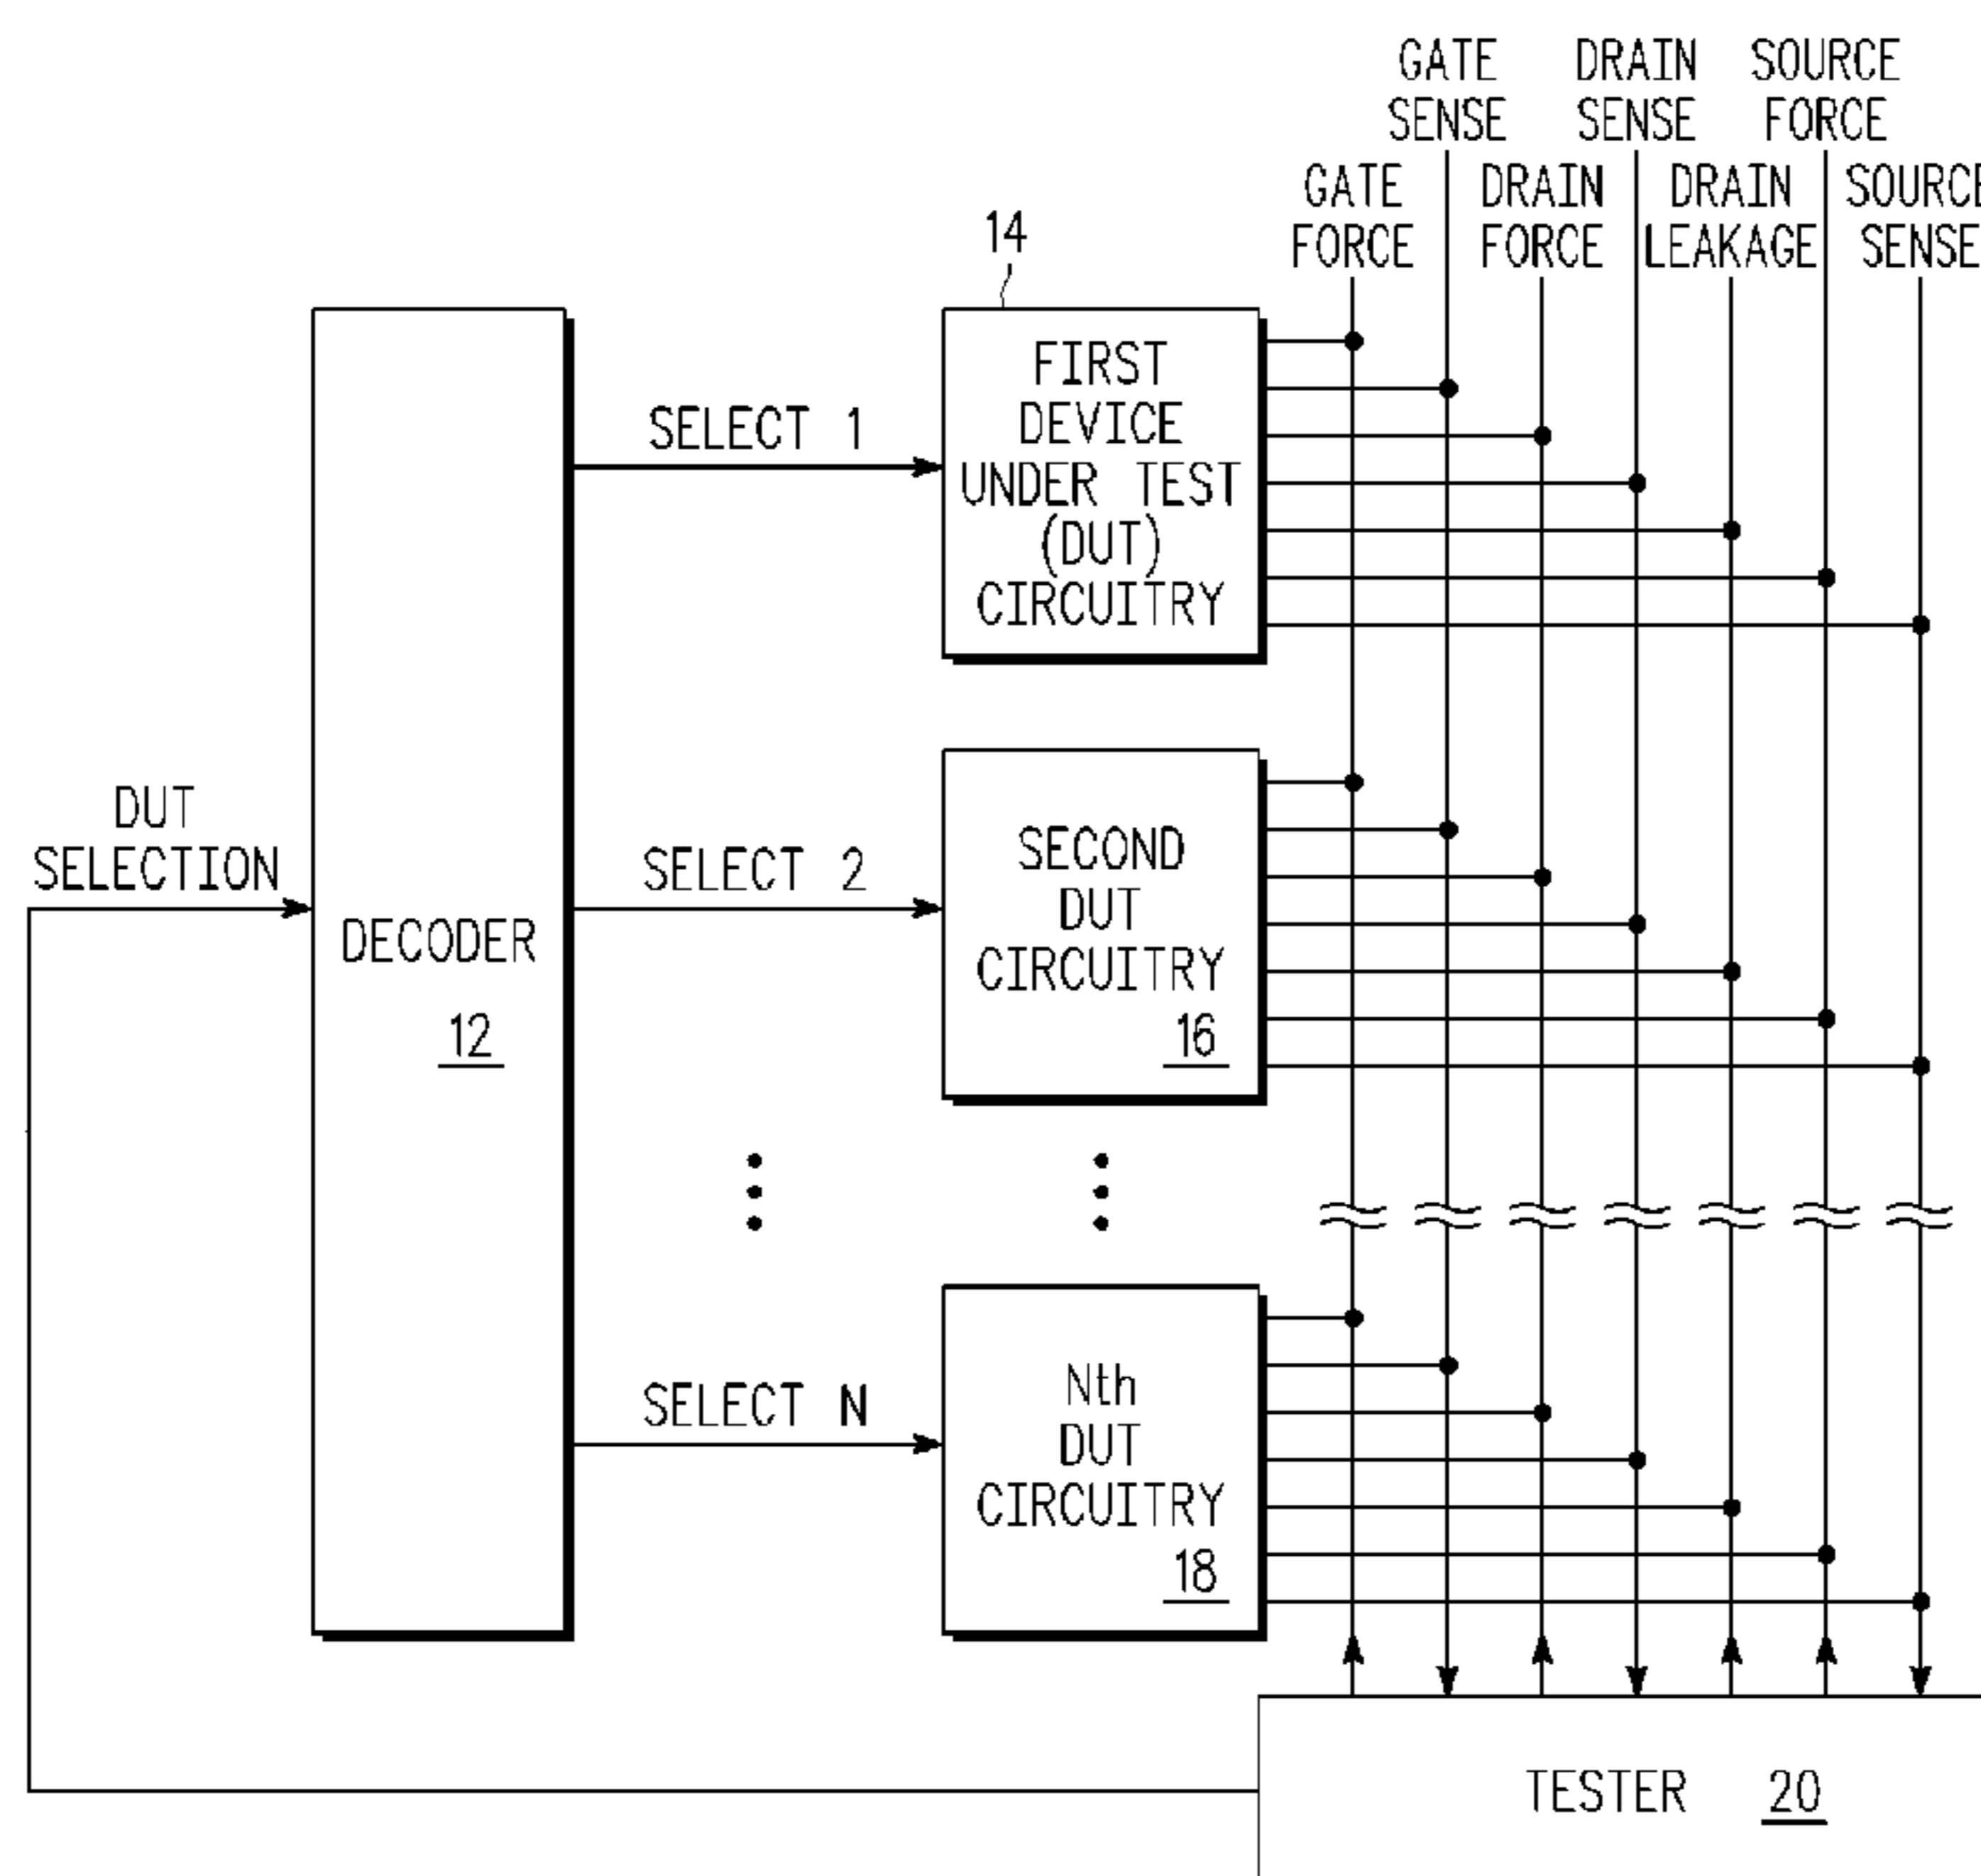 GATE
SENSE
DRAIN
SENSE
SOURCE
FORCE
GATE
FORCE
DRAIN
FORCE
DRAIN
LEAKAGE
SOURCE
SENSE
14
FIRST
DEVICE
UNDER TEST
(DUT)
CIRCUITRY
SELECT 1
DUT
SELECTION
DECODER
12
SELECT 2
SECOND
DUT
CIRCUITRY
16
SELECT N
Nth
DUT
CIRCUITRY
18
TESTER 20